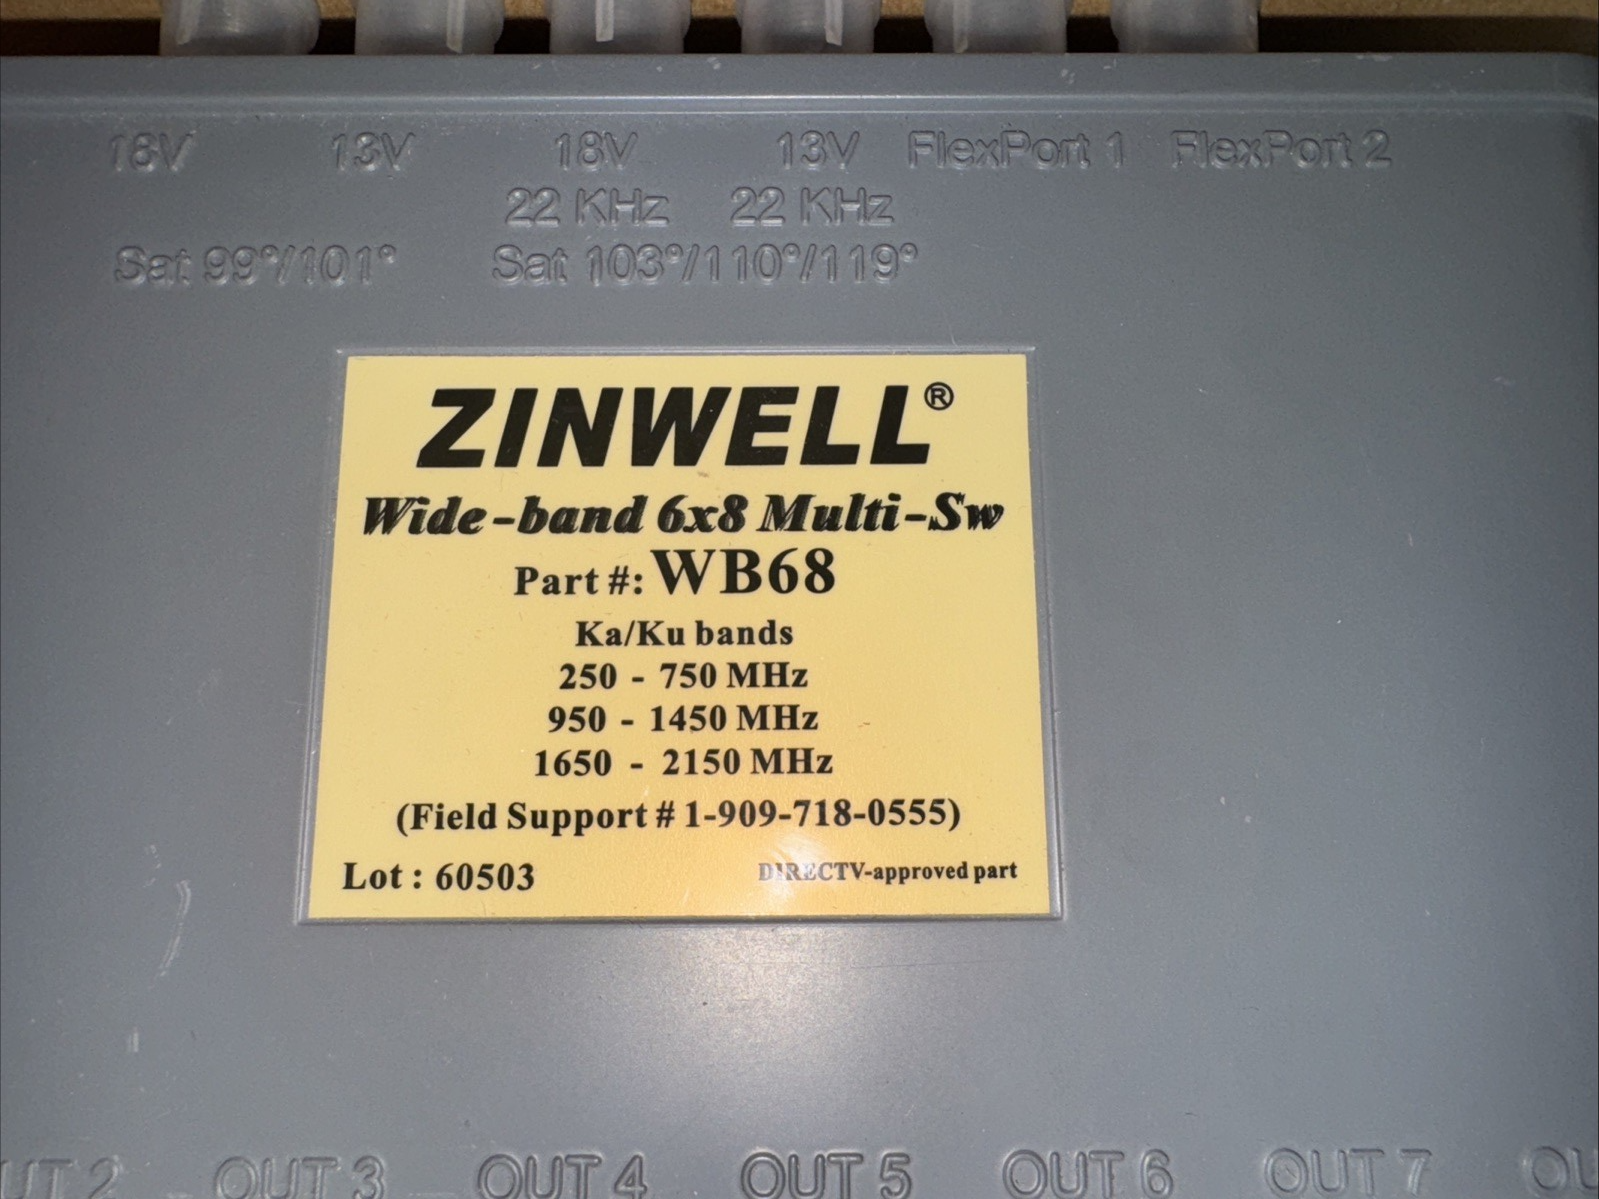 18V 13V 18V 13V FlexPort 1 FlexPort 2
22 KHz 22 KHz
Sat 99°/101° Sat 103°/110°/119°
ZINWELL®
Wide-band 6x8 Multi-Sw
Part #: WB68
Ka/Ku bands
250 - 750 MHz
950 - 1450 MHz
1650 - 2150 MHz
(Field Support # 1-909-718-0555)
Lot : 60503 DIRECTV-approved part
UT 2 OUT 3 OUT 4 OUT 5 OUT 6 OUT 7 OU